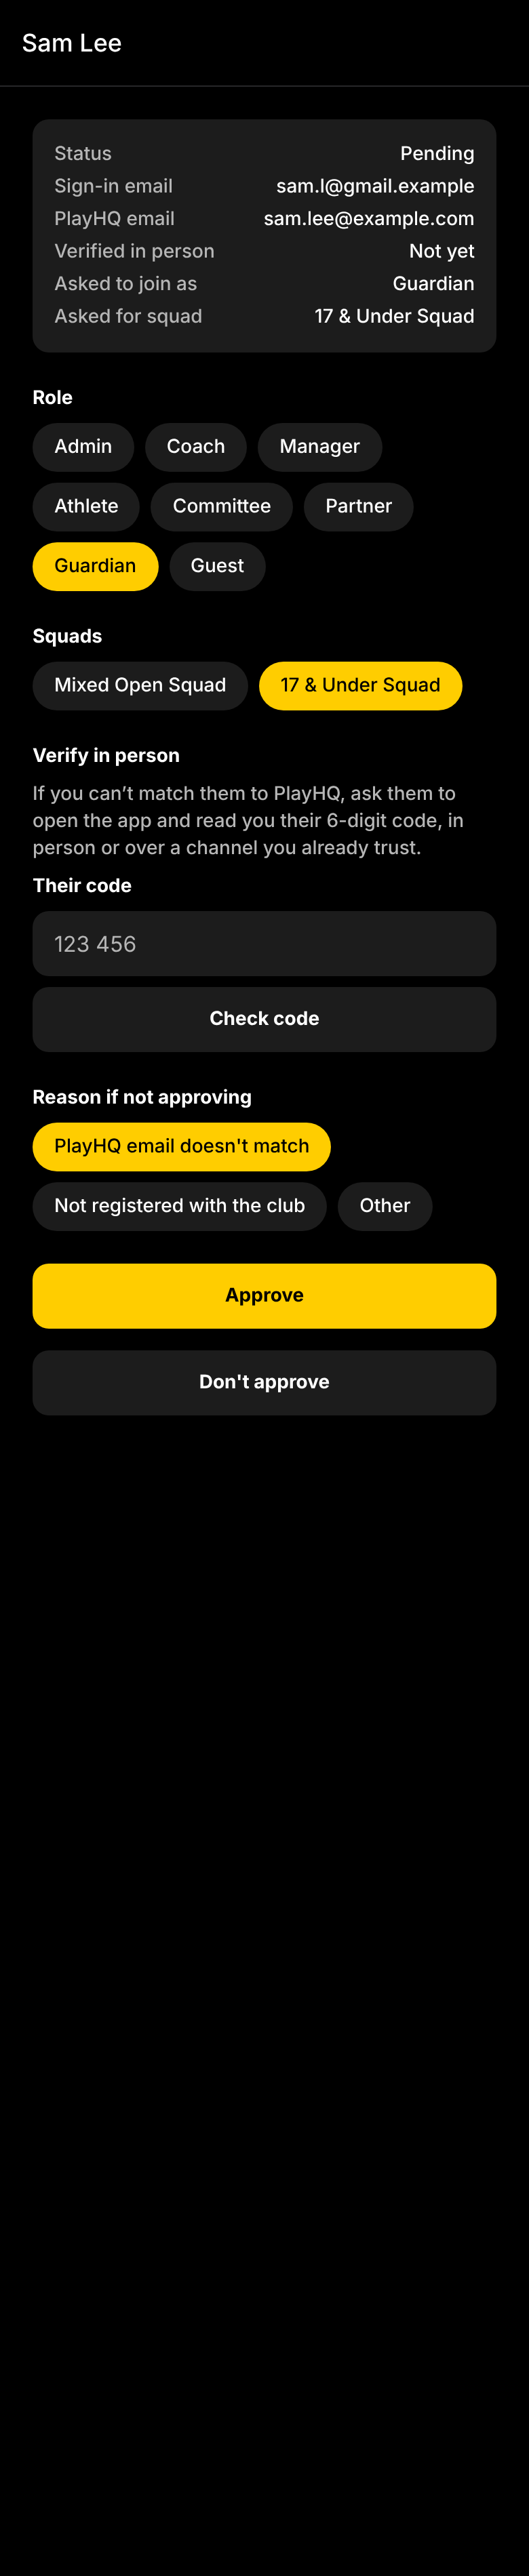 Sam Lee
Status Pending
Sign-in email sam.l@gmail.example
PlayHQ email sam.lee@example.com
Verified in person Not yet
Asked to join as Guardian
Asked for squad 17 & Under Squad
Role
Admin Coach Manager
Athlete Committee Partner
Guardian Guest
Squads
Mixed Open Squad 17 & Under Squad
Verify in person
If you can’t match them to PlayHQ, ask them to
open the app and read you their 6-digit code, in
person or over a channel you already trust.
Their code
123 456
Check code
Reason if not approving
PlayHQ email doesn't match
Not registered with the club Other
Approve
Don't approve